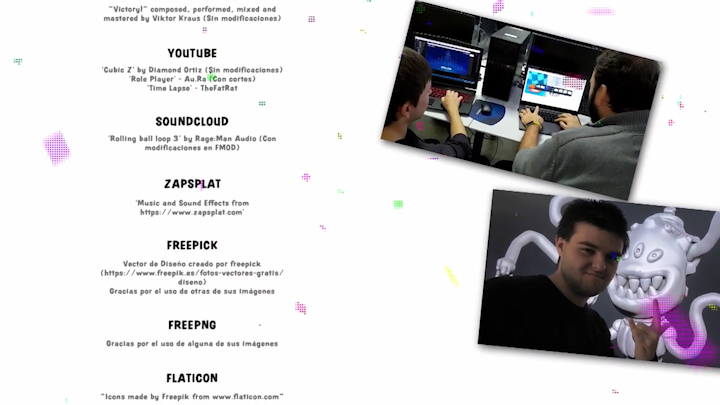 "Victory!" composed, performed, mixed and
mastered by Viktor Kraus (Sin modificaciones)
YOUTUBE
'Cubic Z' by Diamond Ortiz (Sin modificaciones)
'Role Player' - Au.Ra (Con cortes)
'Time Lapse' - TheFatRat
SOUNDCLOUD
'Rolling ball loop 3' by Rage:Man Audio (Con
modificaciones en FMOD)
ZAPSPLAT
'Music and Sound Effects from
https://www.zapsplat.com'
FREEPICK
Vector de Diseño creado por freepick
(https://www.freepik.es/fotos-vectores-gratis/
diseno)
Gracias por el uso de otras de sus imágenes
FREEPNG
Gracias por el uso de alguna de sus imágenes
FLATICON
"Icons made by Freepik from www.flaticon.com"